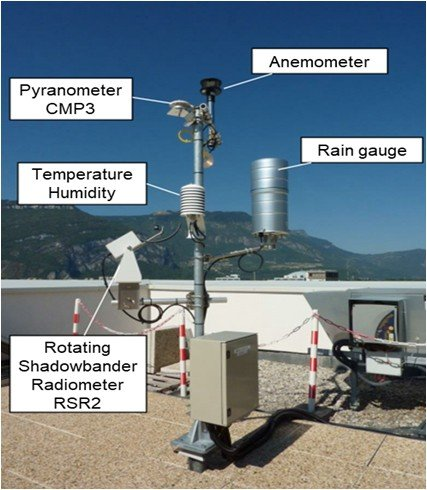 Anemometer
Pyranometer
CMP3
Rain gauge
Temperature
Humidity
Rotating
Shadowbander
Radiometer
RSR2